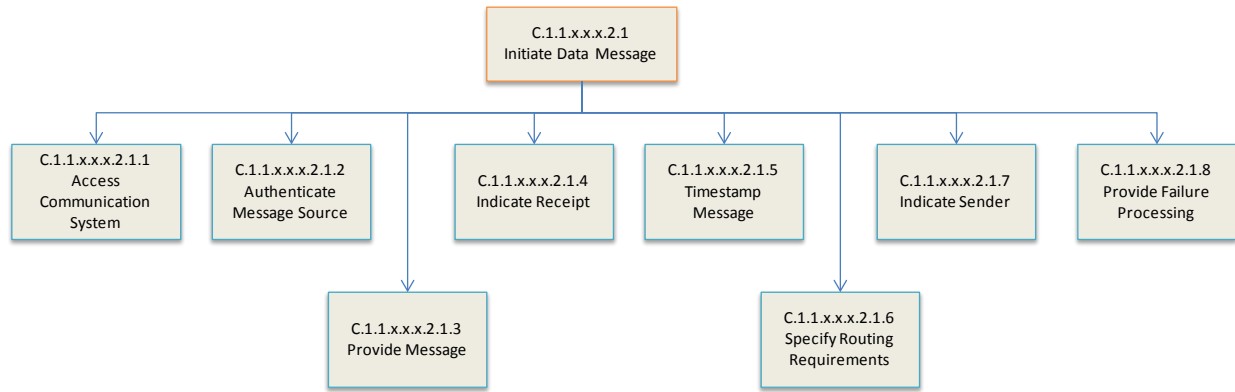 C.1.1.x.x.x.2.1
Initiate Data Message
C.1.1.x.x.x.2.1.1
Access
Communication
System
C.1.1.x.x.x.2.1.2
Authenticate
Message Source
C.1.1.x.x.x.2.1.4
Indicate Receipt
C.1.1.x.x.x.2.1.5
Timestamp
Message
C.1.1.x.x.x.2.1.7
Indicate Sender
C.1.1.x.x.x.2.1.8
Provide Failure
Processing
C.1.1.x.x.x.2.1.3
Provide Message
C.1.1.x.x.x.2.1.6
Specify Routing
Requirements